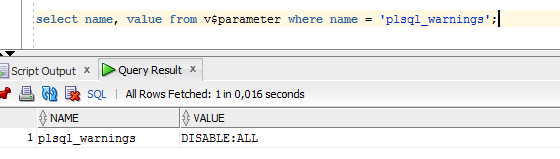 select name, value from v$parameter where name = 'plsql_warnings';
Script Output x Query Result x
SQL | All Rows Fetched: 1 in 0,016 seconds
NAME VALUE
1 plsql_warnings DISABLE:ALL